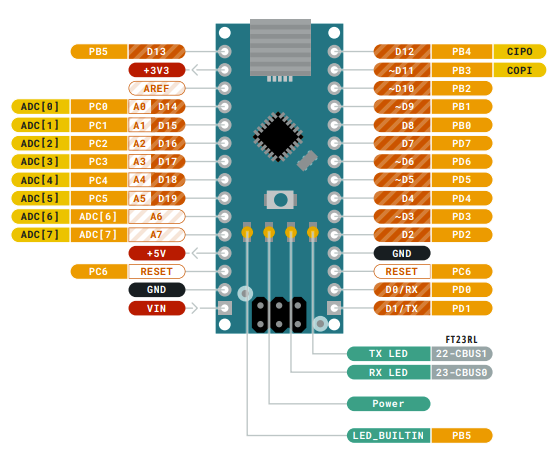 PB5 D13 D12 PB4 CIPO
+3V3 ~D11 PB3 COPI
AREF ~D10 PB2
ADC[0] PC0 A0 D14 ~D9 PB1
ADC[1] PC1 A1 D15 D8 PB0
ADC[2] PC2 A2 D16 D7 PD7
ADC[3] PC3 A3 D17 ~D6 PD6
ADC[4] PC4 A4 D18 ~D5 PD5
ADC[5] PC5 A5 D19 D4 PD4
ADC[6] ADC[6] A6 ~D3 PD3
ADC[7] ADC[7] A7 D2 PD2
+5V GND
PC6 RESET RESET PC6
GND D0/RX PD0
VIN D1/TX PD1
FT23RL
TX LED 22-CBUS1
RX LED 23-CBUS0
Power
LED_BUILTIN PB5